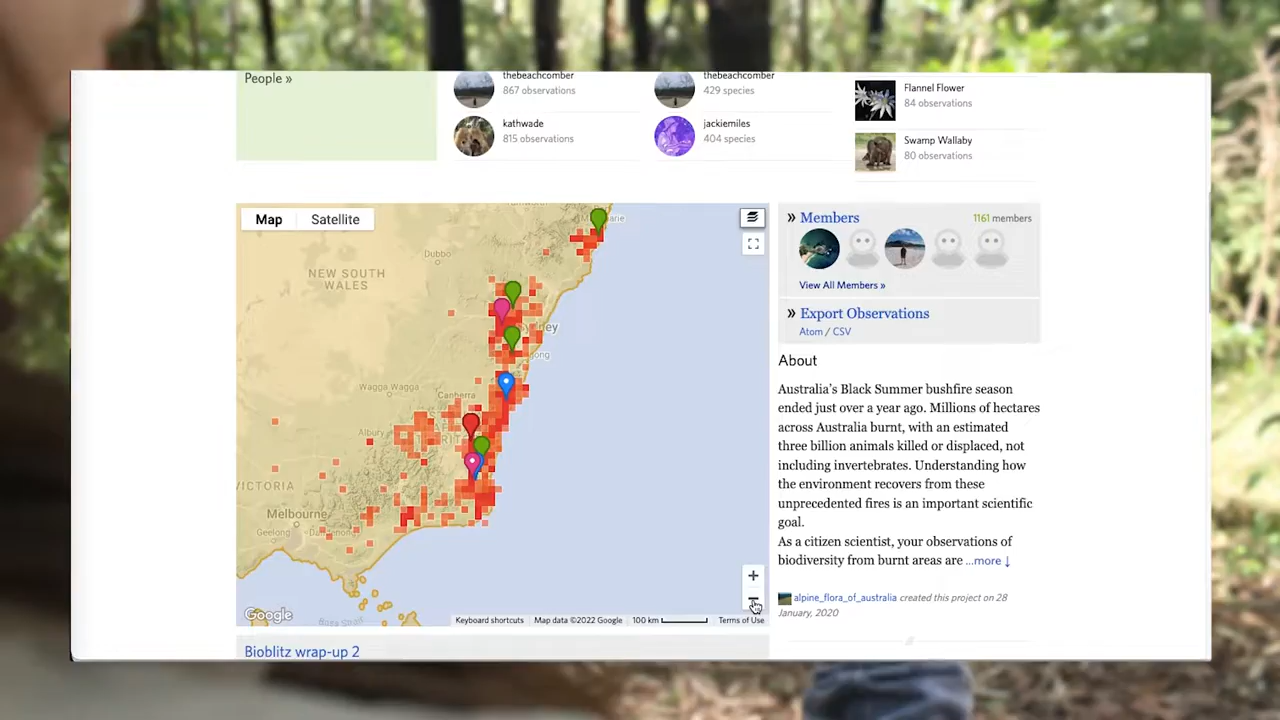 People »
thebeachcomber
867 observations
kathwade
815 observations
thebeachcomber
429 species
jackiemiles
404 species
Flannel Flower
84 observations
Swamp Wallaby
80 observations
Map
Satellite
Dubbo
NEW SOUTH
WALES
Wagga Wagga
Canberra
Albury
VICTORIA
Melbourne
Geelong
Google
Keyboard shortcuts
Map data ©2022 Google
100 km
Terms of Use
Bioblitz wrap-up 2
» Members
1161 members
View All Members »
» Export Observations
Atom / CSV
About
Australia's Black Summer bushfire season
ended just over a year ago. Millions of hectares
across Australia burnt, with an estimated
three billion animals killed or displaced, not
including invertebrates. Understanding how
the environment recovers from these
unprecedented fires is an important scientific
goal.
As a citizen scientist, your observations of
biodiversity from burnt areas are ...more ↓
alpine_flora_of_australia created this project on 28
January, 2020